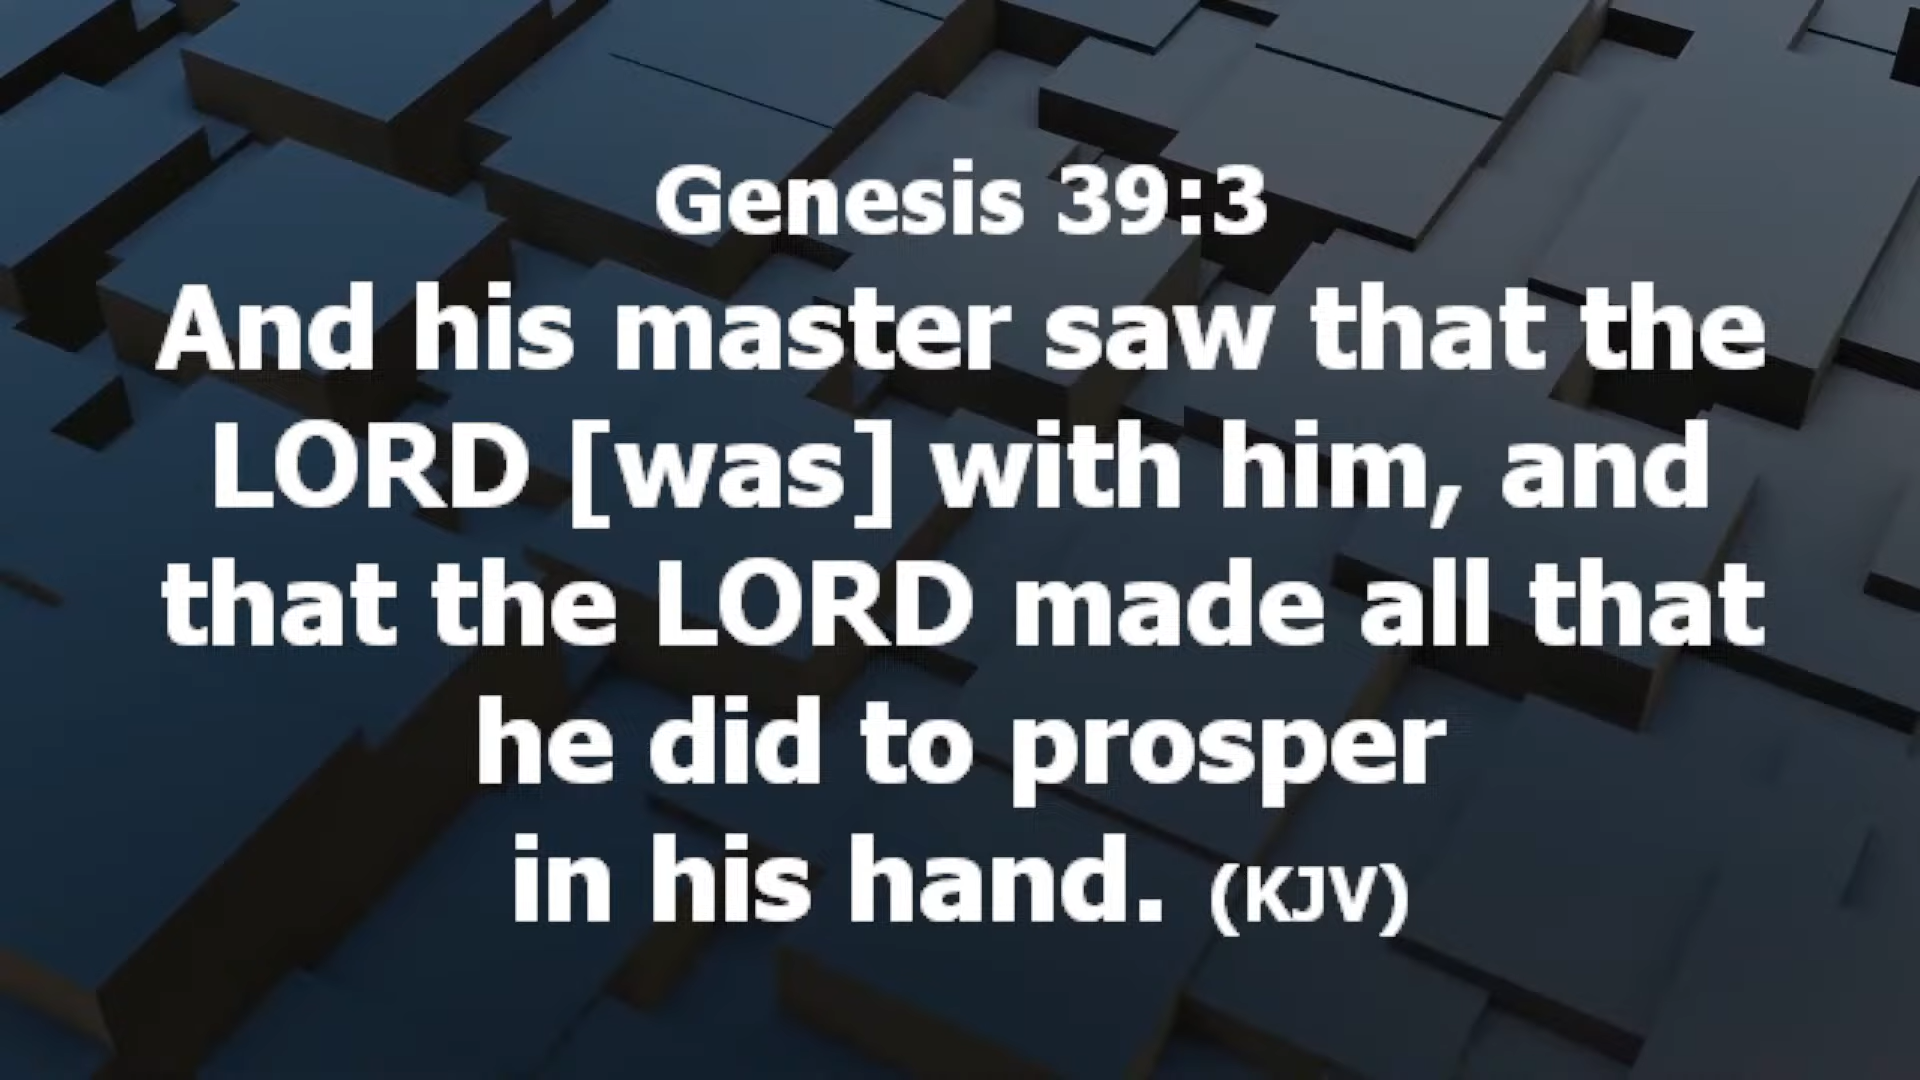 Genesis 39:3
And his master saw that the
LORD [was] with him, and
that the LORD made all that
he did to prosper
in his hand. (KJV)